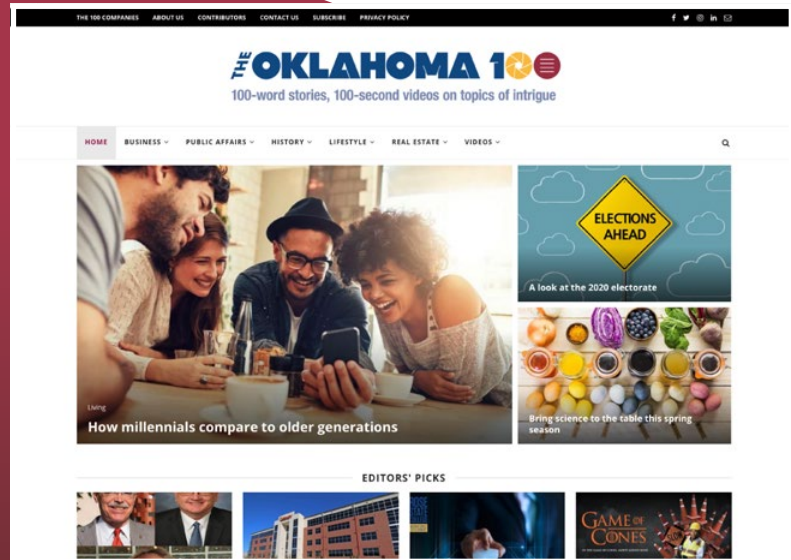 THE 100 COMPANIES ABOUT US CONTRIBUTORS CONTACT US SUBSCRIBE PRIVACY POLICY
THE OKLAHOMA 100
100-word stories, 100-second videos on topics of intrigue
HOME BUSINESS PUBLIC AFFAIRS HISTORY LIFESTYLE REAL ESTATE VIDEOS
ELECTIONS
AHEAD
A look at the 2020 electorate
Living
How millennials compare to older generations
Bring science to the table this spring
season
EDITORS' PICKS
GAME OF
CONES